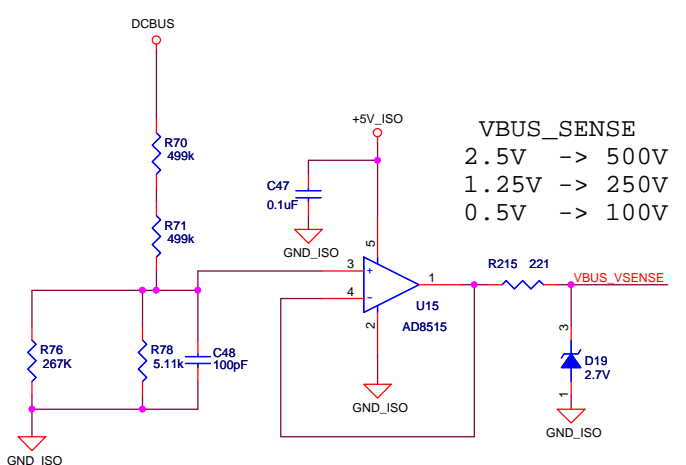 DCBUS
R70
499k
R71
499k
R76
267K
R78
5.11k
C48
100pF
GND_ISO
+5V_ISO
C47
0.1uF
GND_ISO
5
3
+
4
-
1
2
U15
AD8515
GND_ISO
R215 221
VBUS_VSENSE
3
D19
2.7V
1
GND_ISO
VBUS_SENSE
2.5V -> 500V
1.25V -> 250V
0.5V -> 100V